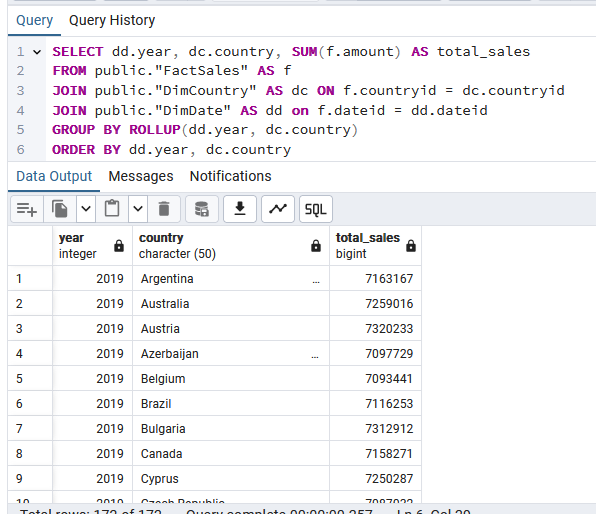 Query Query History
1 SELECT dd.year, dc.country, SUM(f.amount) AS total_sales
2 FROM public."FactSales" AS f
3 JOIN public."DimCountry" AS dc ON f.countryid = dc.countryid
4 JOIN public."DimDate" AS dd on f.dateid = dd.dateid
5 GROUP BY ROLLUP(dd.year, dc.country)
6 ORDER BY dd.year, dc.country
Data Output Messages Notifications
SQL
year country total_sales
integer character (50) bigint
1 2019 Argentina ... 7163167
2 2019 Australia 7259016
3 2019 Austria 7320233
4 2019 Azerbaijan ... 7097729
5 2019 Belgium 7093441
6 2019 Brazil 7116253
7 2019 Bulgaria 7312912
8 2019 Canada 7158271
9 2019 Cyprus 7250287
10 2019 Czech Republic
Total rows: 172 of 172 Query complete 00:00:00.257 Ln 6, Col 29